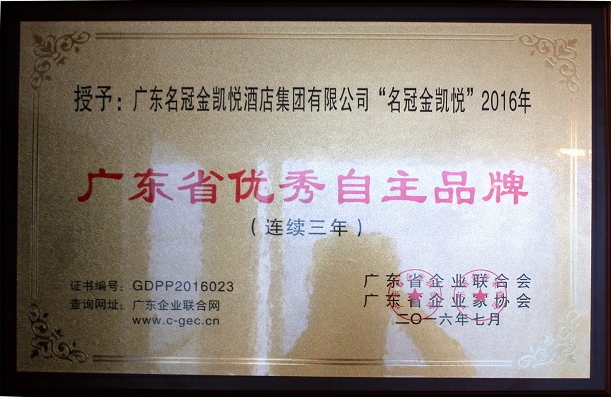 授予：广东名冠金凯悦酒店集团有限公司“名冠金凯悦”2016年
广东省优秀自主品牌
（连续三年）
证书编号：GDPP2016023
查询网址：广东企业联合网
www.c-gec.cn
广东省企业联合会
广东省企业家协会
二〇一六年七月